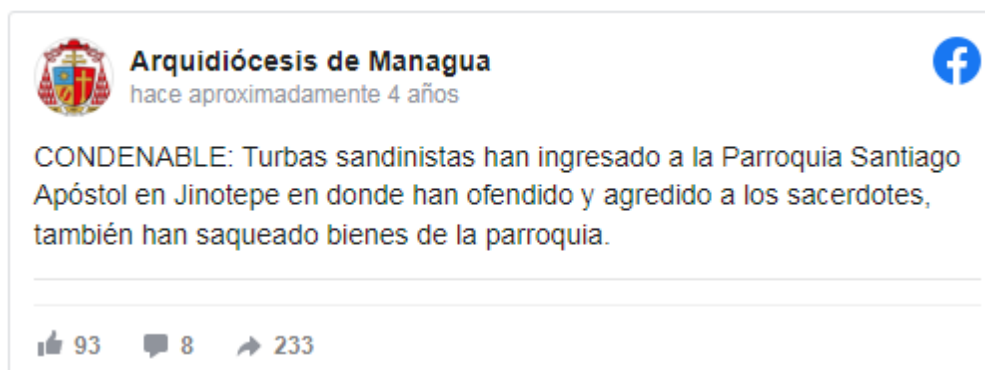 Arquidiócesis de Managua
hace aproximadamente 4 años
CONDENABLE: Turbas sandinistas han ingresado a la Parroquia Santiago
Apóstol en Jinotepe en donde han ofendido y agredido a los sacerdotes,
también han saqueado bienes de la parroquia.
93 8 233